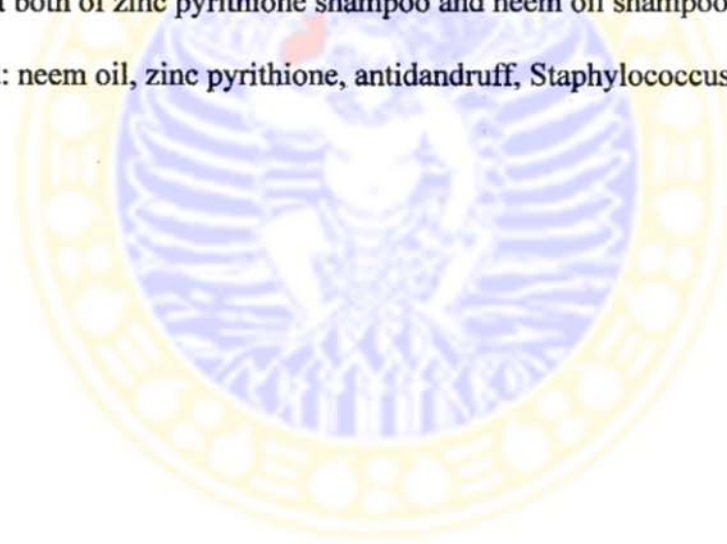 both of zinc pyrithione shampoo and neem oil shampoo
: neem oil, zinc pyrithione, antidandruff, Staphylococcus